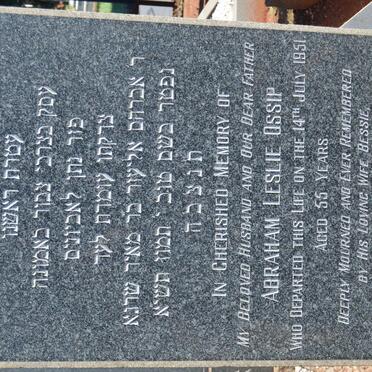 עטרת ראשנו
עסק בצרכי צבור באמונה
פזר נתן לאביונים
צדקתו עומדת לעד
ר אברהם אליעזר בר מאיר שרגא
נפטר בשם טוב י תמוז תשיא
ת נ צ ב ה
IN CHERISHED MEMORY OF
MY BELOVED HUSBAND AND OUR DEAR FATHER
ABRAHAM LESLIE OSSIP
WHO DEPARTED THIS LIFE ON THE 14TH JULY 1951.
AGED 55 YEARS
DEEPLY MOURNED AND EVER REMEMBERED
BY HIS LOVING WIFE BESSIE,